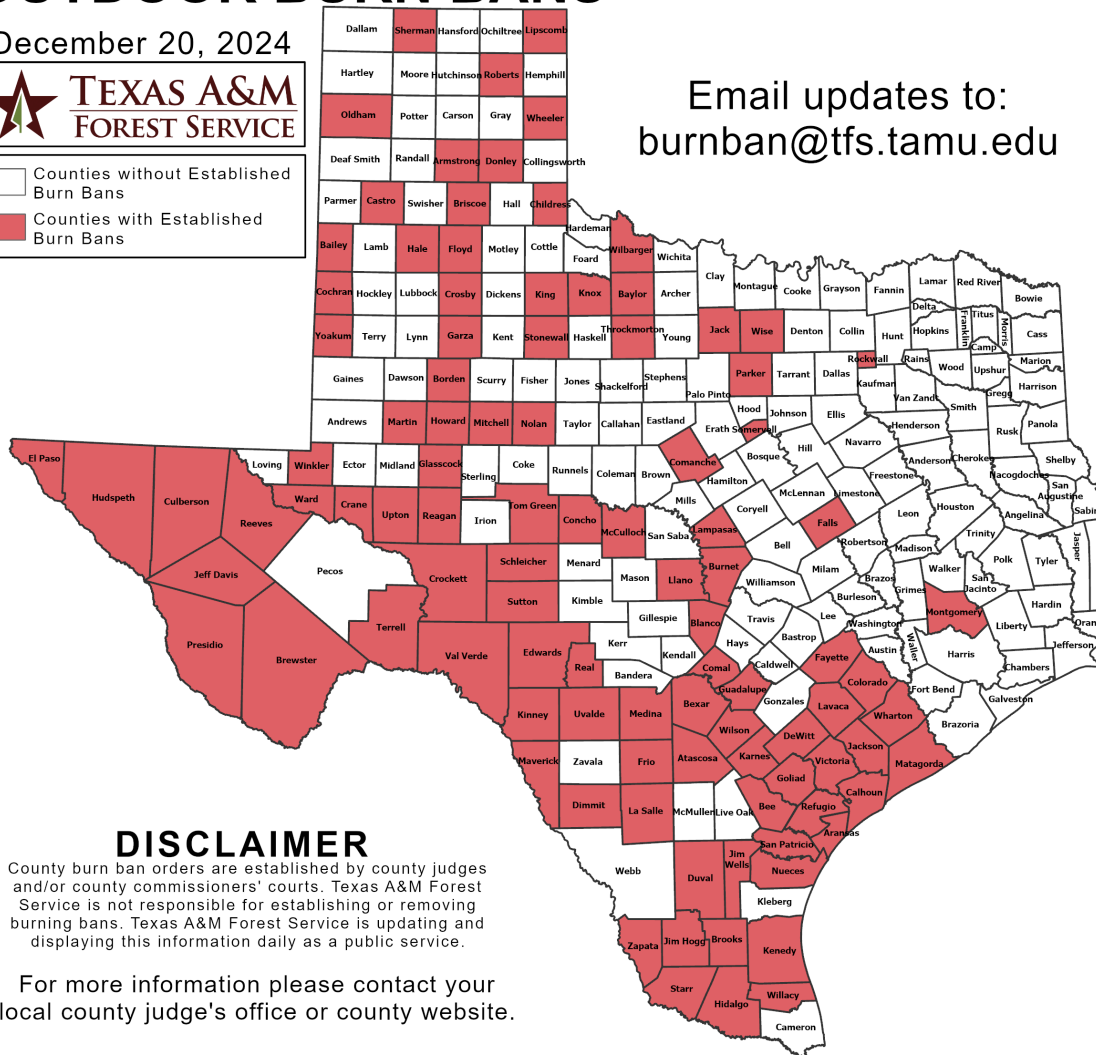 OUTDOOR BURN BANS
December 20, 2024
TEXAS A&M
FOREST SERVICE
Counties without Established
Burn Bans
Counties with Established
Burn Bans
Email updates to:
burnban@tfs.tamu.edu
Dallam Sherman Hansford Ochiltree Lipscomb
Hartley Moore Hutchinson Roberts Hemphill
Oldham Potter Carson Gray Wheeler
Deaf Smith Randall Armstrong Donley Collingsworth
Parmer Castro Swisher Briscoe Hall Childress
Hardeman
Bailey Lamb Hale Floyd Motley Cottle Foard Wilbarger Wichita
Clay Montague Cooke Grayson Fannin Lamar Red River Bowie
Cochran Hockley Lubbock Crosby Dickens King Knox Baylor Archer
Delta Titus Franklin Morris
Yoakum Terry Lynn Garza Kent Stonewall Haskell Throckmorton Young Jack Wise Denton Collin Hunt Hopkins Camp Cass
Rockwall Rains Wood Upshur Marion
Gaines Dawson Borden Scurry Fisher Jones Shackelford Stephens Palo Pinto Parker Tarrant Dallas Kaufman Van Zandt Gregg Harrison
Andrews Martin Howard Mitchell Nolan Taylor Callahan Eastland Erath Hood Somervell Johnson Ellis Henderson Smith Rusk Panola
El Paso Hudspeth Culberson Reeves Loving Winkler Ector Midland Glasscock Sterling Coke Runnels Coleman Brown Comanche Bosque Hill Navarro Anderson Cherokee Nacogdoches Shelby
Ward Crane Upton Reagan Irion Tom Green Concho McCulloch San Saba Mills Hamilton Coryell McLennan Limestone Freestone Leon Houston Angelina San
Augustine
Jeff Davis Pecos Crockett Schleicher Menard Mason Llano Lampasas Burnet Bell Falls Robertson Madison Walker Trinity Polk Tyler Jasper
Presidio Brewster Terrell Val Verde Sutton Kimble Gillespie Blanco Williamson Milam Burleson Brazos Grimes Montgomery San
Jacinto
Liberty Hardin
Edwards Real Kerr Kendall Bandera Comal Hays Travis Bastrop Lee Washington Austin Waller Harris Chambers Jefferson
Kinney Uvalde Medina Bexar Guadalupe Caldwell Gonzales Fayette Colorado Lavaca Wharton Fort Bend Brazoria Galveston
Maverick Zavala Frio Atascosa Wilson Karnes DeWitt Victoria Jackson Matagorda
Dimmit La Salle McMullen Live Oak Bee Goliad Refugio Calhoun Aransas
Webb Duval Jim
Wells
San Patricio Nueces
Kleberg
Zapata Jim Hogg Brooks Kenedy
Starr Hidalgo Willacy
Cameron
DISCLAIMER
County burn ban orders are established by county judges
and/or county commissioners' courts. Texas A&M Forest
Service is not responsible for establishing or removing
burning bans. Texas A&M Forest Service is updating and
displaying this information daily as a public service.
For more information please contact your
local county judge's office or county website.